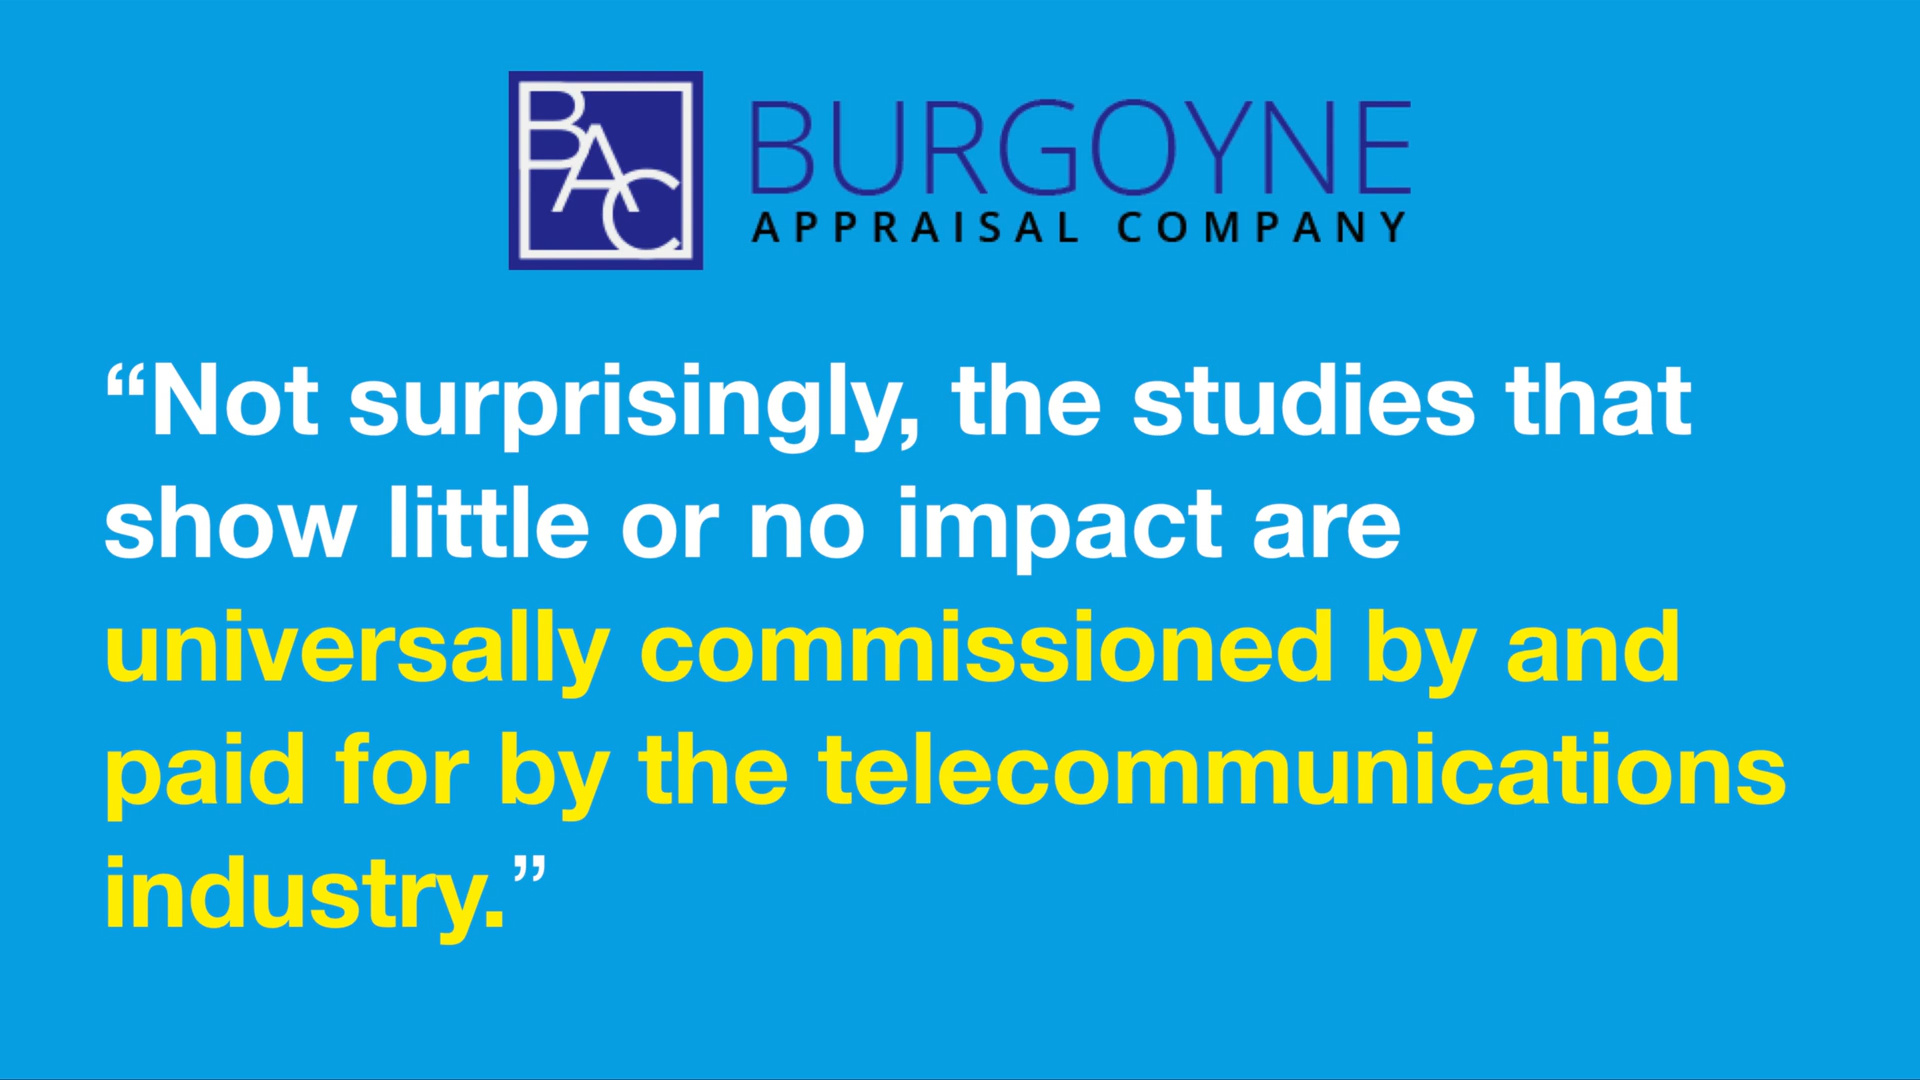 BAC
BURGOYNE
APPRAISAL COMPANY
“Not surprisingly, the studies that
show little or no impact are
universally commissioned by and
paid for by the telecommunications
industry.”